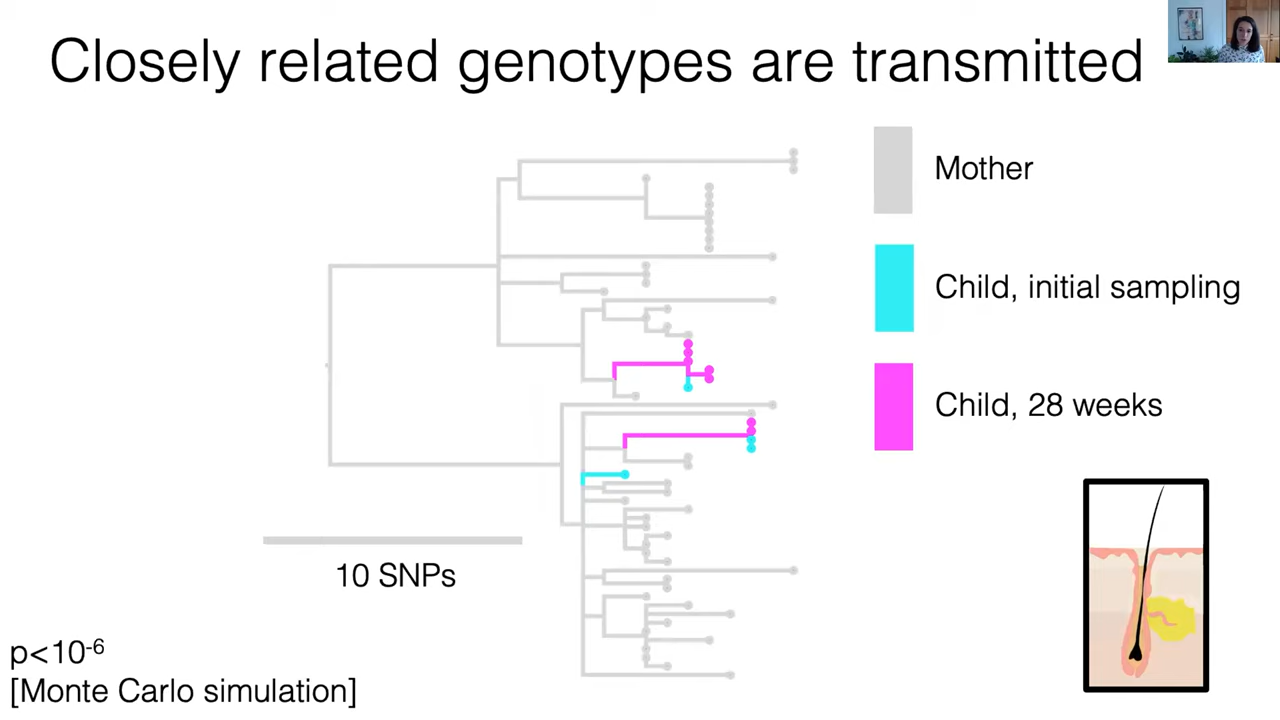 Closely related genotypes are transmitted
Mother
Child, initial sampling
Child, 28 weeks
10 SNPs
p<10⁻⁶
[Monte Carlo simulation]